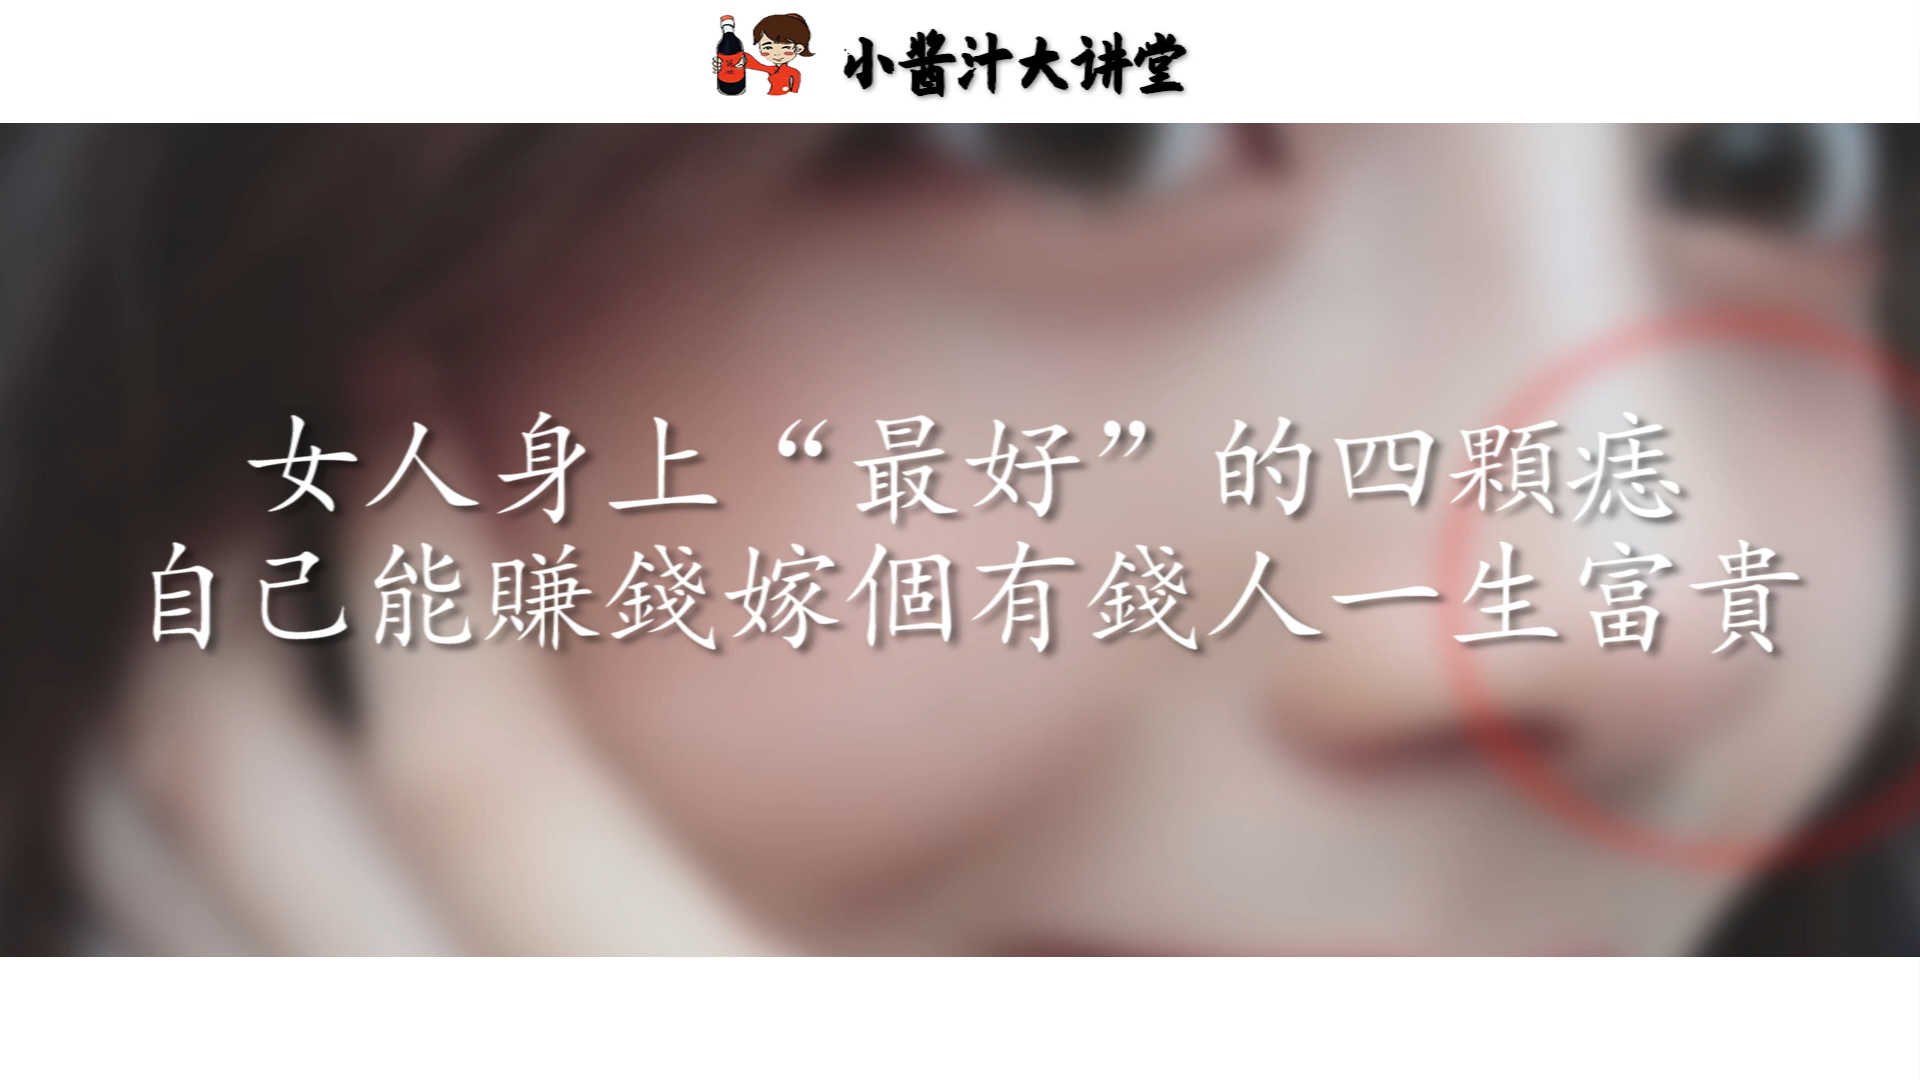 小酱汁大讲堂
女人身上“最好”的四顆痣
自己能賺錢嫁個有錢人一生富貴